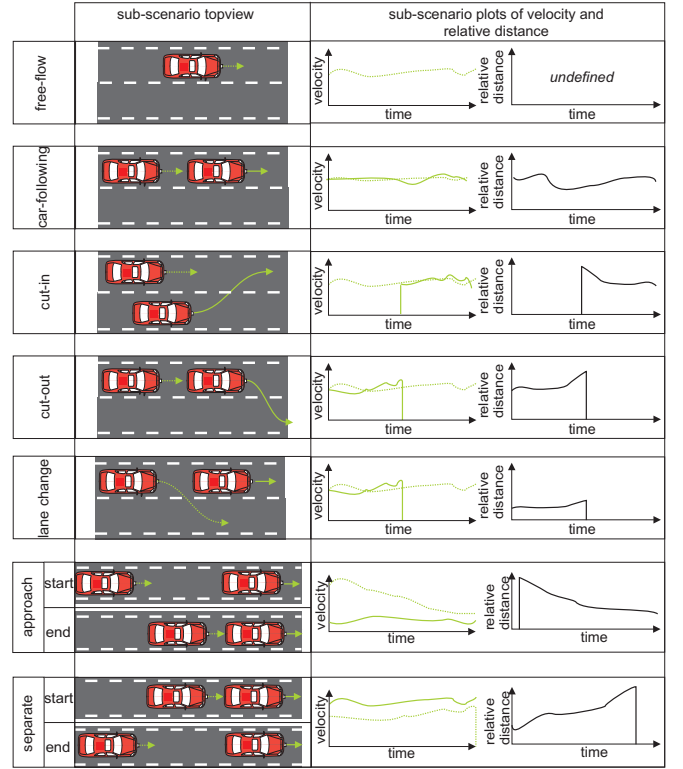 sub-scenario topview
sub-scenario plots of velocity and
relative distance
free-flow
velocity
time
relative
distance
undefined
time
car-following
velocity
time
relative
distance
time
cut-in
velocity
time
relative
distance
time
cut-out
velocity
time
relative
distance
time
lane change
velocity
time
relative
distance
time
approach
start
end
velocity
time
relative
distance
time
separate
start
end
velocity
time
relative
distance
time